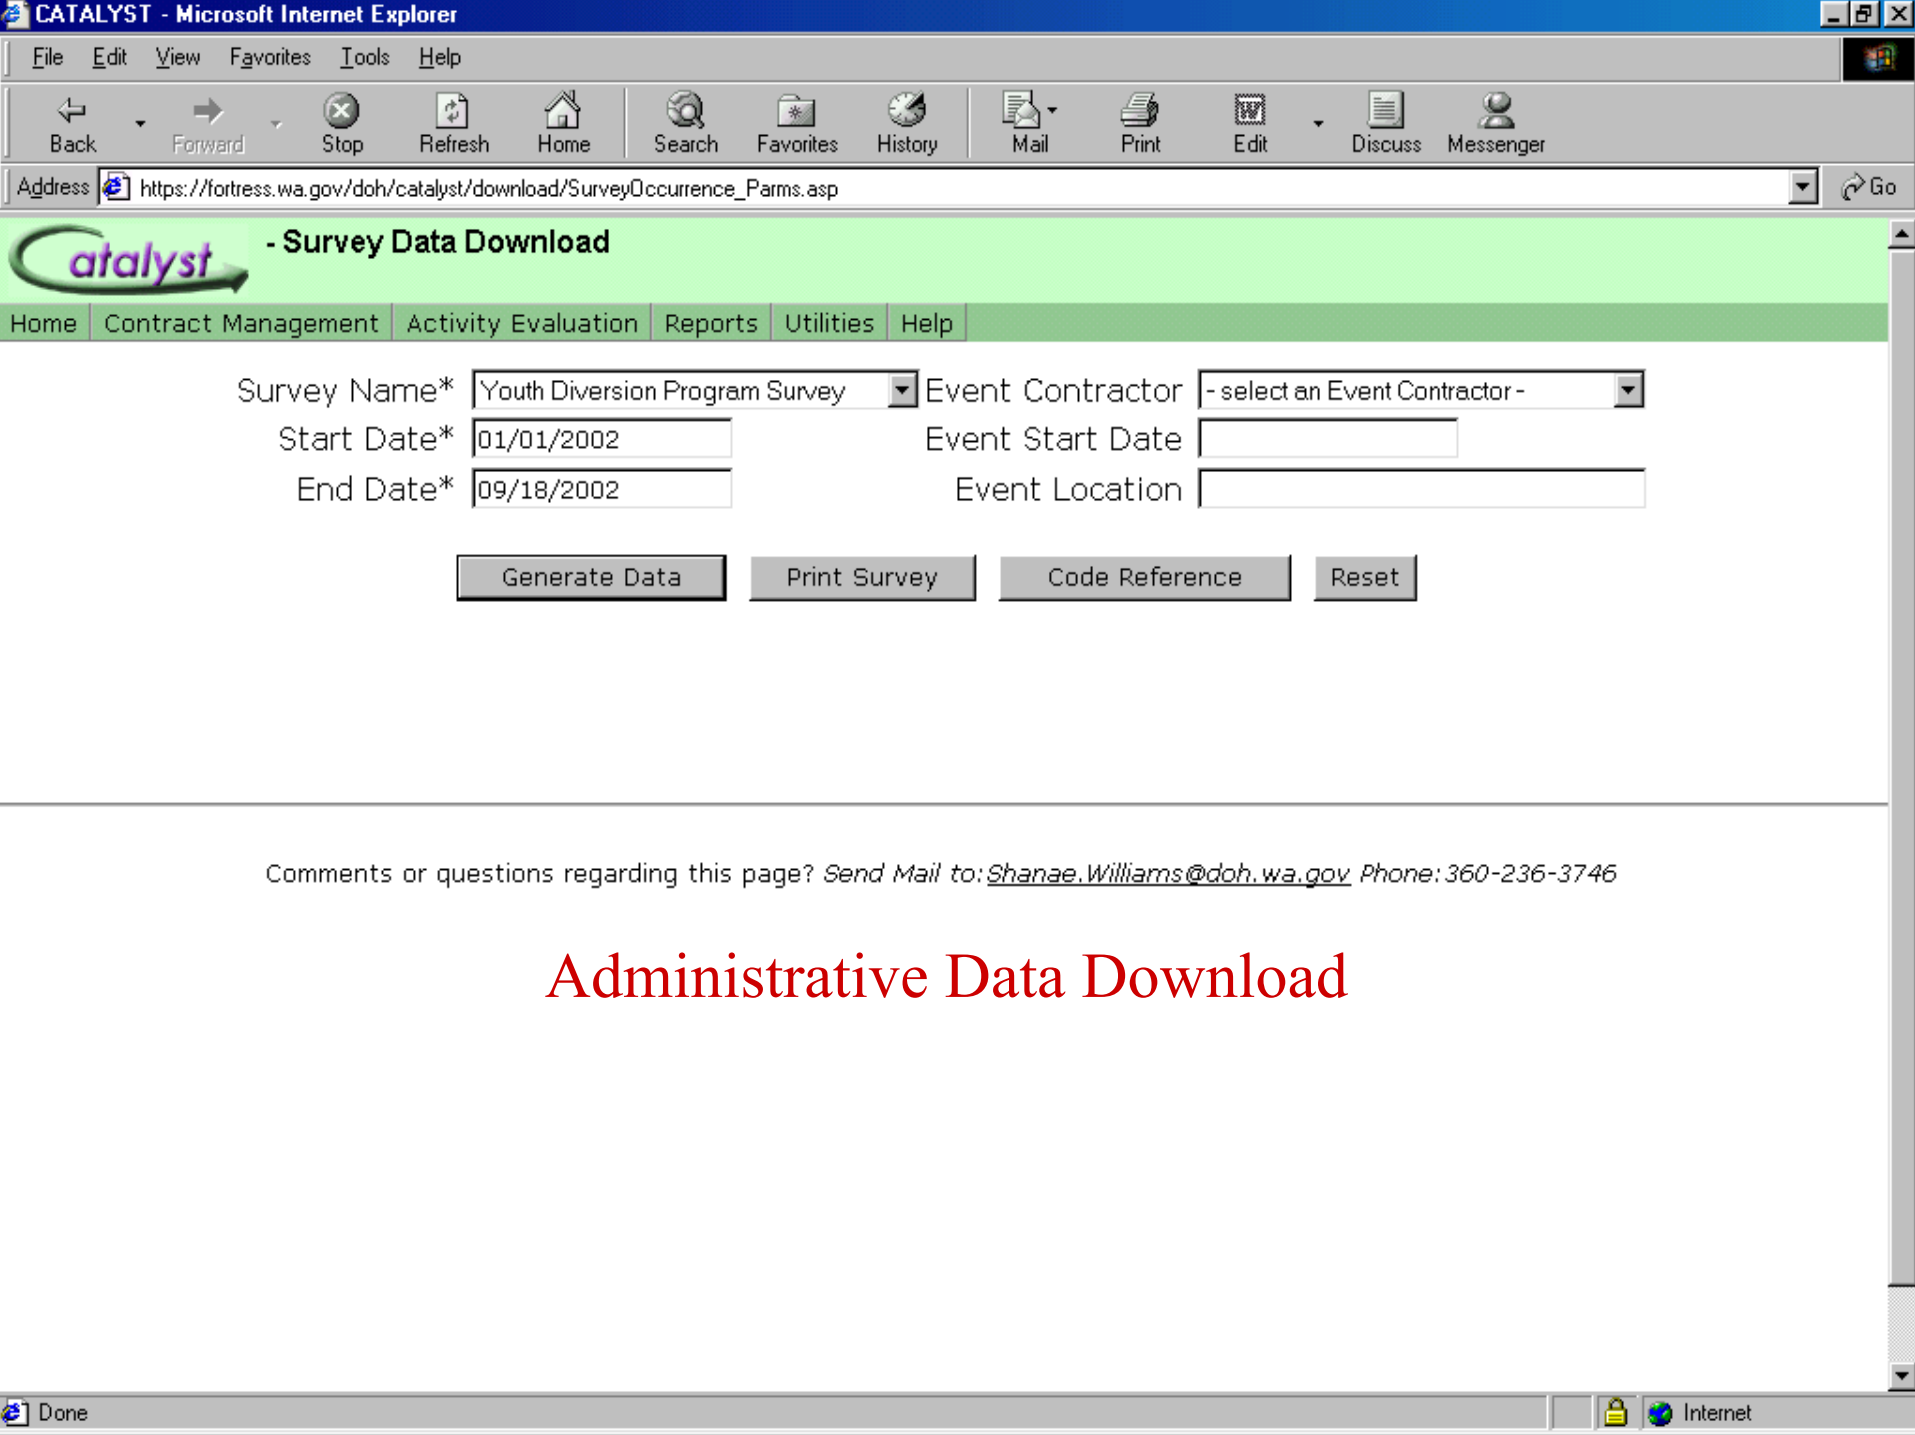 CATALYST - Microsoft Internet Explorer
File Edit View Favorites Tools Help
Back Forward Stop Refresh Home Search Favorites History Mail Print Edit Discuss Messenger
Address https://fortress.wa.gov/doh/catalyst/download/SurveyOccurrence_Parms.asp Go
Catalyst - Survey Data Download
Home Contract Management Activity Evaluation Reports Utilities Help
Survey Name* Youth Diversion Program Survey Event Contractor - select an Event Contractor -
Start Date* 01/01/2002 Event Start Date
End Date* 09/18/2002 Event Location
Generate Data Print Survey Code Reference Reset
Comments or questions regarding this page? Send Mail to: Shanae.Williams@doh.wa.gov Phone: 360-236-3746
Administrative Data Download
Done Internet